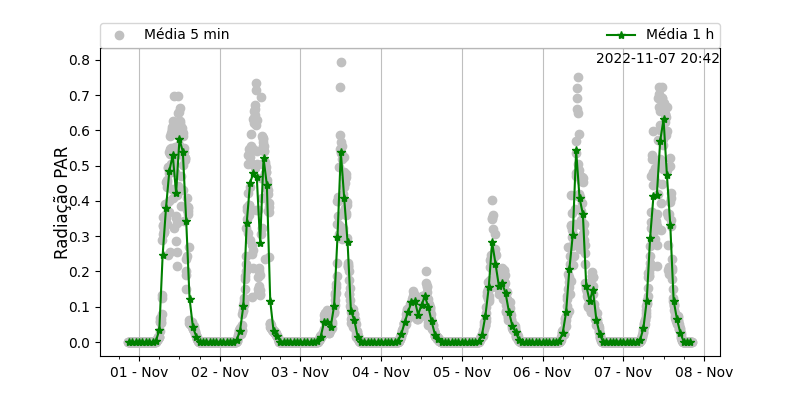 Média 5 min
Média 1 h
2022-11-07 20:42
Radiação PAR
0.8
0.7
0.6
0.5
0.4
0.3
0.2
0.1
0.0
01 - Nov
02 - Nov
03 - Nov
04 - Nov
05 - Nov
06 - Nov
07 - Nov
08 - Nov